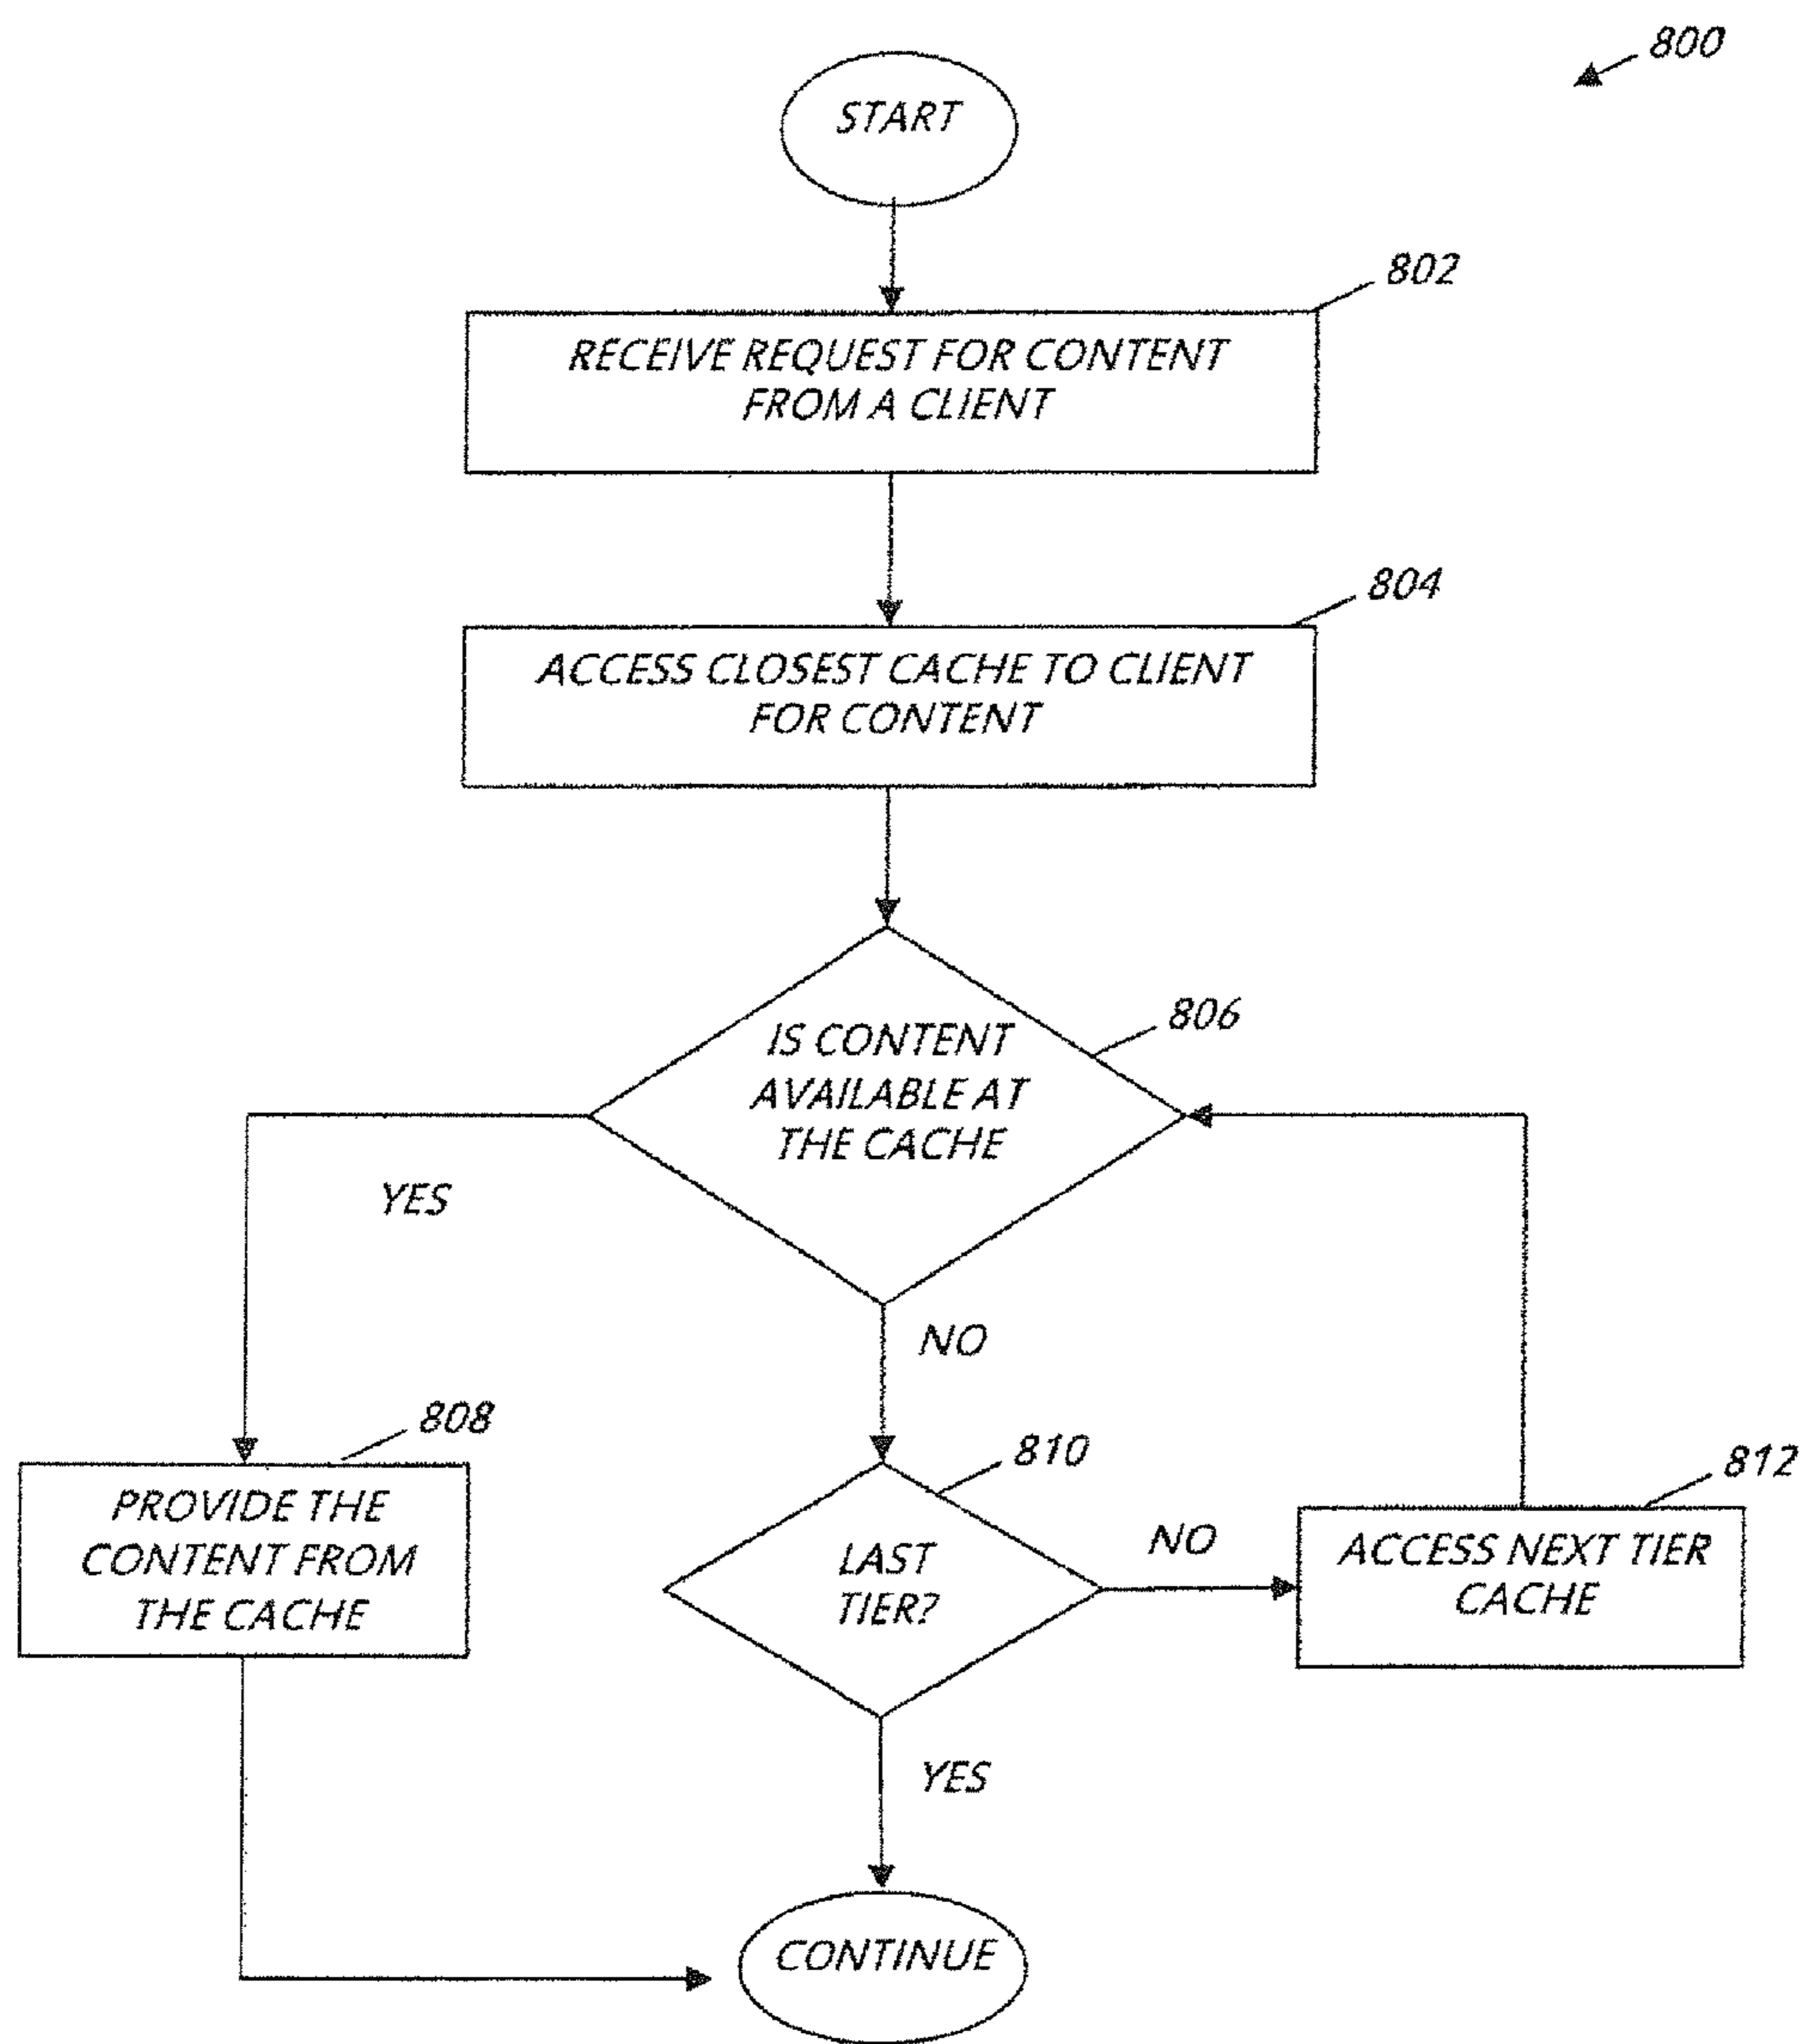 800
START
802
RECEIVE REQUEST FOR CONTENT
FROM A CLIENT
804
ACCESS CLOSEST CACHE TO CLIENT
FOR CONTENT
806
IS CONTENT
AVAILABLE AT
THE CACHE
YES
NO
808
PROVIDE THE
CONTENT FROM
THE CACHE
810
LAST
TIER?
NO
812
ACCESS NEXT TIER
CACHE
YES
CONTINUE